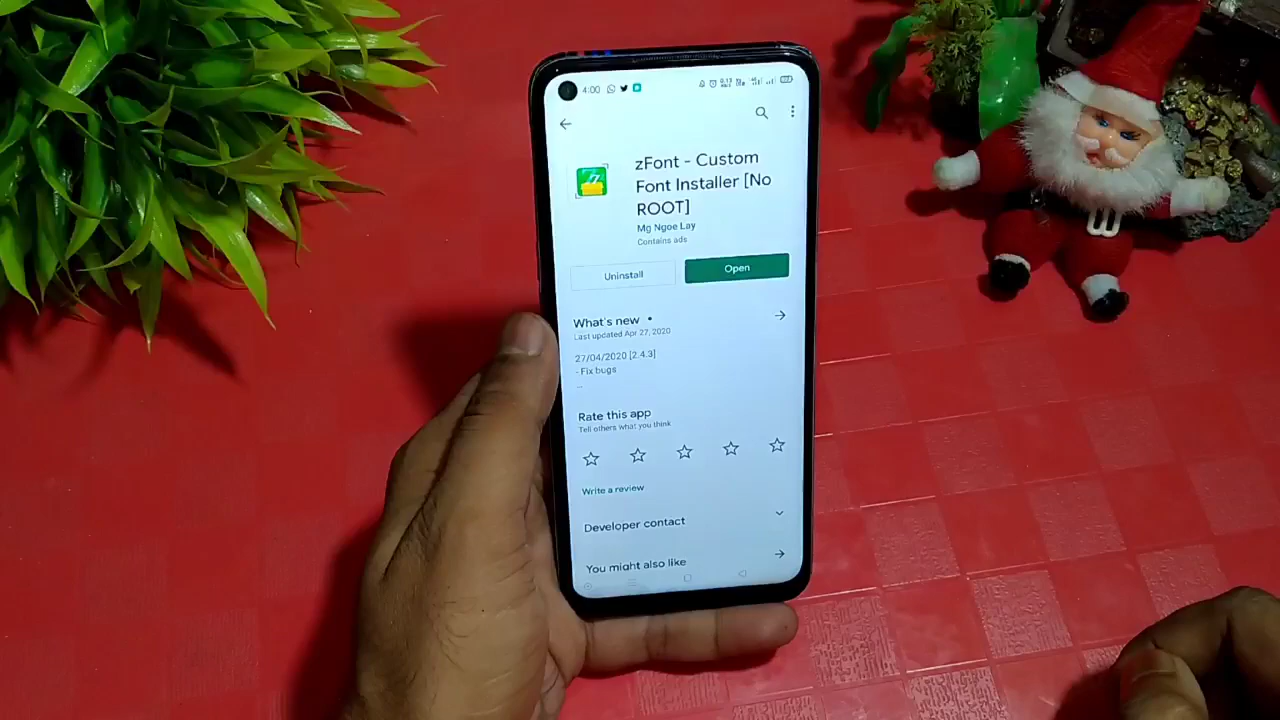 4:00
zFont - Custom
Font Installer [No
ROOT]
Mg Ngoe Lay
Contains ads
Uninstall
Open
What's new •
Last updated Apr 27, 2020
27/04/2020 [2.4.3]
- Fix bugs
...
Rate this app
Tell others what you think
Write a review
Developer contact
You might also like